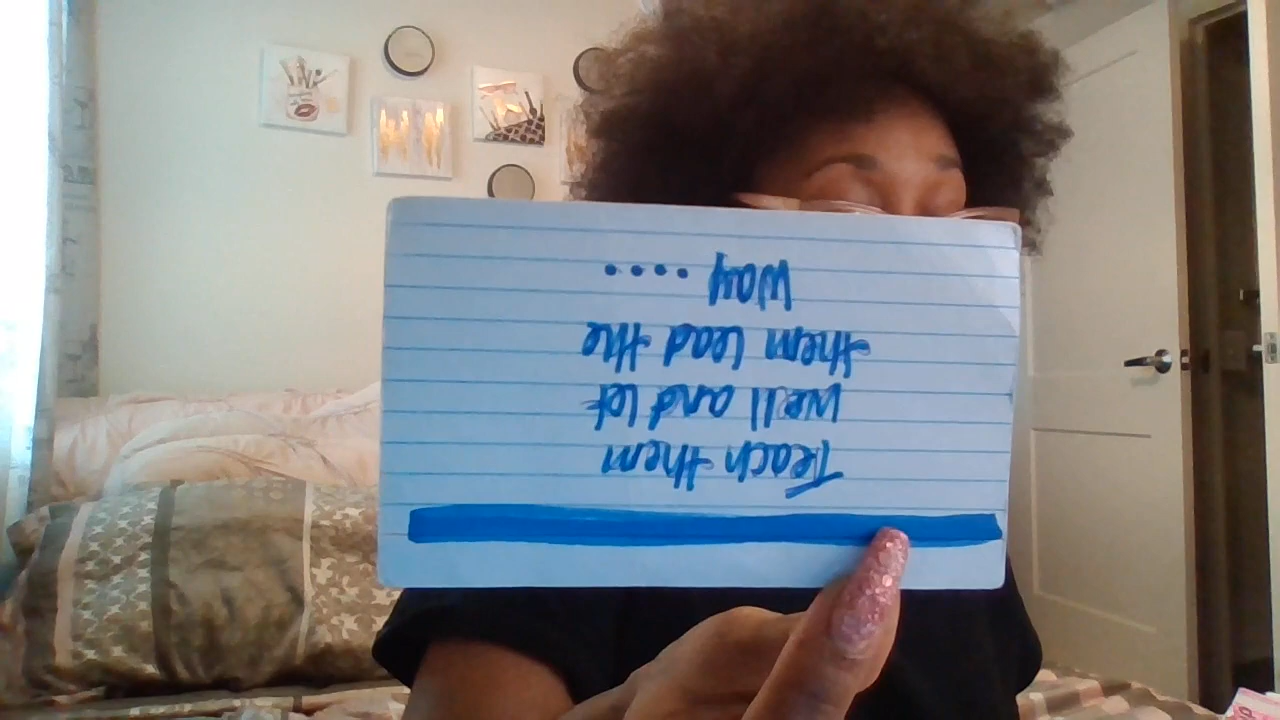 Teach them
well and let
them lead the
way ....